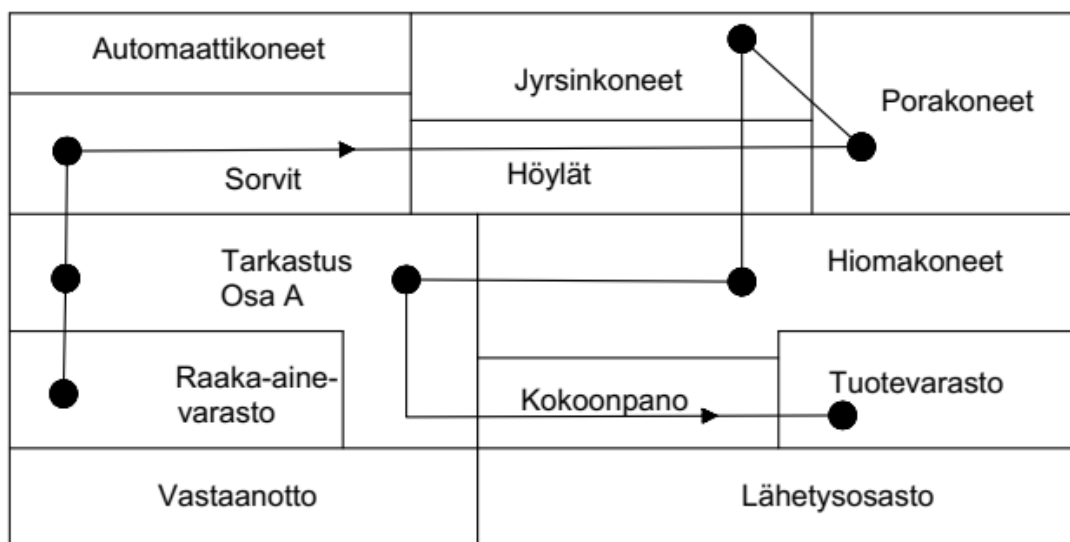 Automaattikoneet
Jyrsinkoneet
Porakoneet
Sorvit
Höylät
Tarkastus
Osa A
Hiomakoneet
Raaka-aine-
varasto
Kokoonpano
Tuotevarasto
Vastaanotto
Lähetysosasto